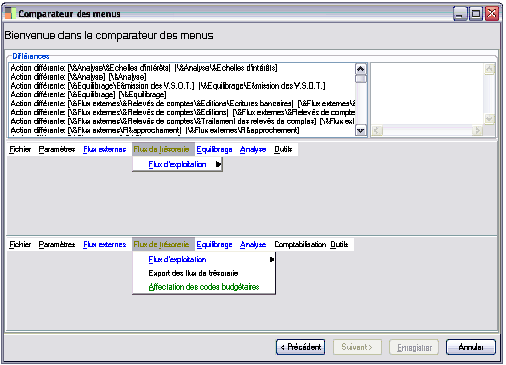 Comparateur des menus
Bienvenue dans le comparateur des menus
Différences
Action différente: [\&Analyse\&Echelles d'intérêts] [\&Analyse\&Echelles d'intérêts]
Action différente: [\&Analyse] [\&Analyse]
Action différente: [\&Equilibrage\E&mission des V.S.O.T.] [\&Equilibrage\E&mission des V.S.O.T.]
Action différente: [\&Equilibrage] [\&Equilibrage]
Action différente: [\&Flux externes\&Relevés de comptes\&Editions\Ecritures bancaires] [\&Flux externes\&
Action différente: [\&Flux externes\&Relevés de comptes\&Editions] [\&Flux externes\&Relevés de compte
Action différente: [\&Flux externes\&Relevés de comptes\&Traitement des relevés de comptes] [\&Flux ext
Action différente: [\&Flux externes\R&approchement] [\&Flux externes\R&approchement]
Fichier Paramètres Flux externes Flux de trésorerie Equilibrage Analyse Outils
Flux d'exploitation
Fichier Paramètres Flux externes Flux de trésorerie Equilibrage Analyse Comptabilisation Outils
Flux d'exploitation
Export des flux de trésorerie
Affectation des codes budgétaires
< Précédent Suivant > Enregistrer Annuler